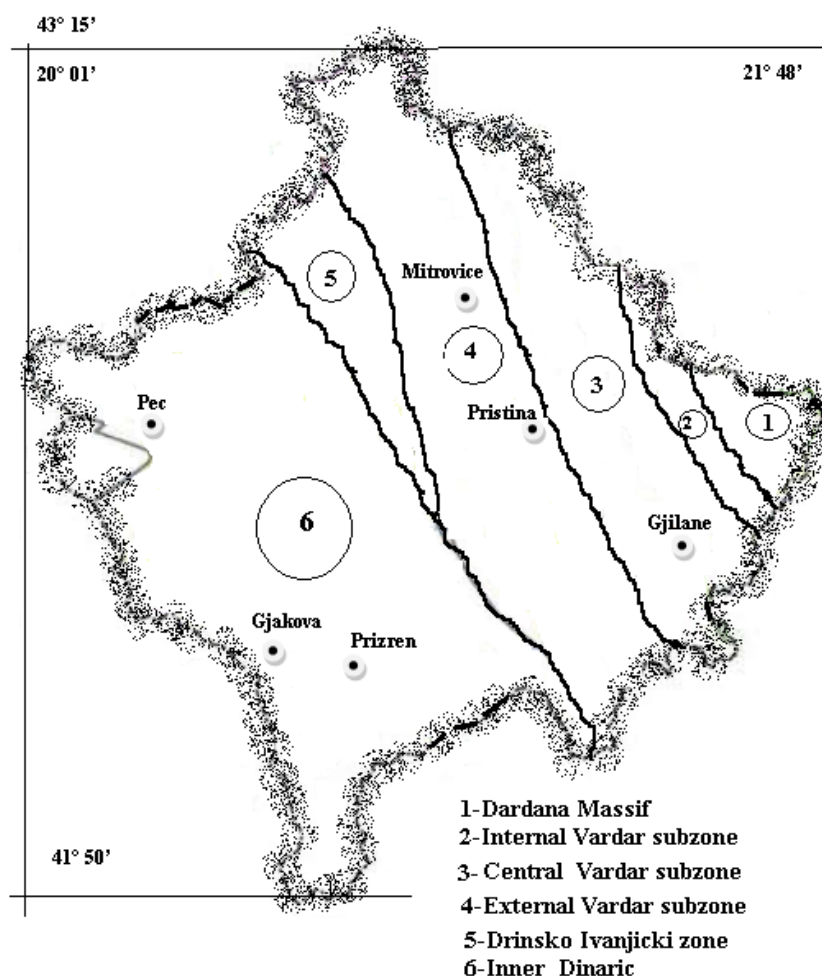 43° 15’
20° 01’
21° 48’
5
Mitrovice
4
3
Pec
Pristina
2
1
6
Gjilane
Gjakova
Prizren
41° 50’
1-Dardana Massif
2-Internal Vardar subzone
3- Central Vardar subzone
4-External Vardar subzone
5-Drinsko Ivanjicki zone
6-Inner Dinaric